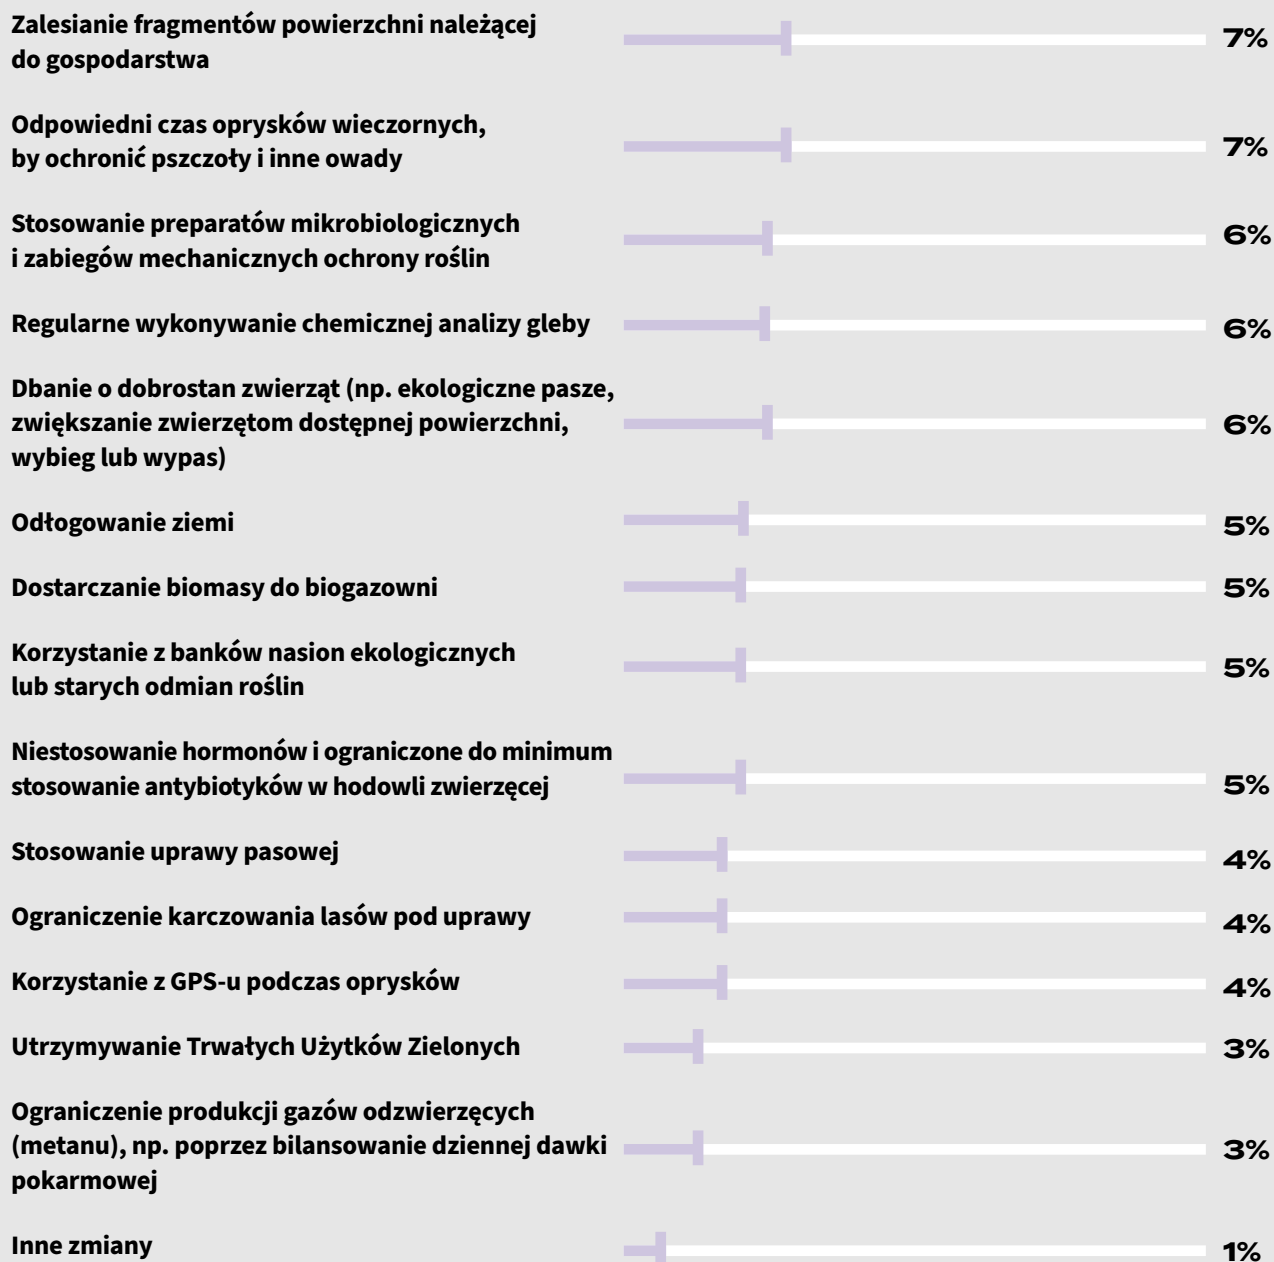 Zalesianie fragmentów powierzchni należącej
do gospodarstwa
7%
Odpowiedni czas oprysków wieczornych,
by ochronić pszczoły i inne owady
7%
Stosowanie preparatów mikrobiologicznych
i zabiegów mechanicznych ochrony roślin
6%
Regularne wykonywanie chemicznej analizy gleby
6%
Dbanie o dobrostan zwierząt (np. ekologiczne pasze,
zwiększanie zwierzętom dostępnej powierzchni,
wybieg lub wypas)
6%
Odłogowanie ziemi
5%
Dostarczanie biomasy do biogazowni
5%
Korzystanie z banków nasion ekologicznych
lub starych odmian roślin
5%
Niestosowanie hormonów i ograniczone do minimum
stosowanie antybiotyków w hodowli zwierzęcej
5%
Stosowanie uprawy pasowej
4%
Ograniczenie karczowania lasów pod uprawy
4%
Korzystanie z GPS-u podczas oprysków
4%
Utrzymywanie Trwałych Użytków Zielonych
3%
Ograniczenie produkcji gazów odzwierzęcych
(metanu), np. poprzez bilansowanie dziennej dawki
pokarmowej
3%
Inne zmiany
1%